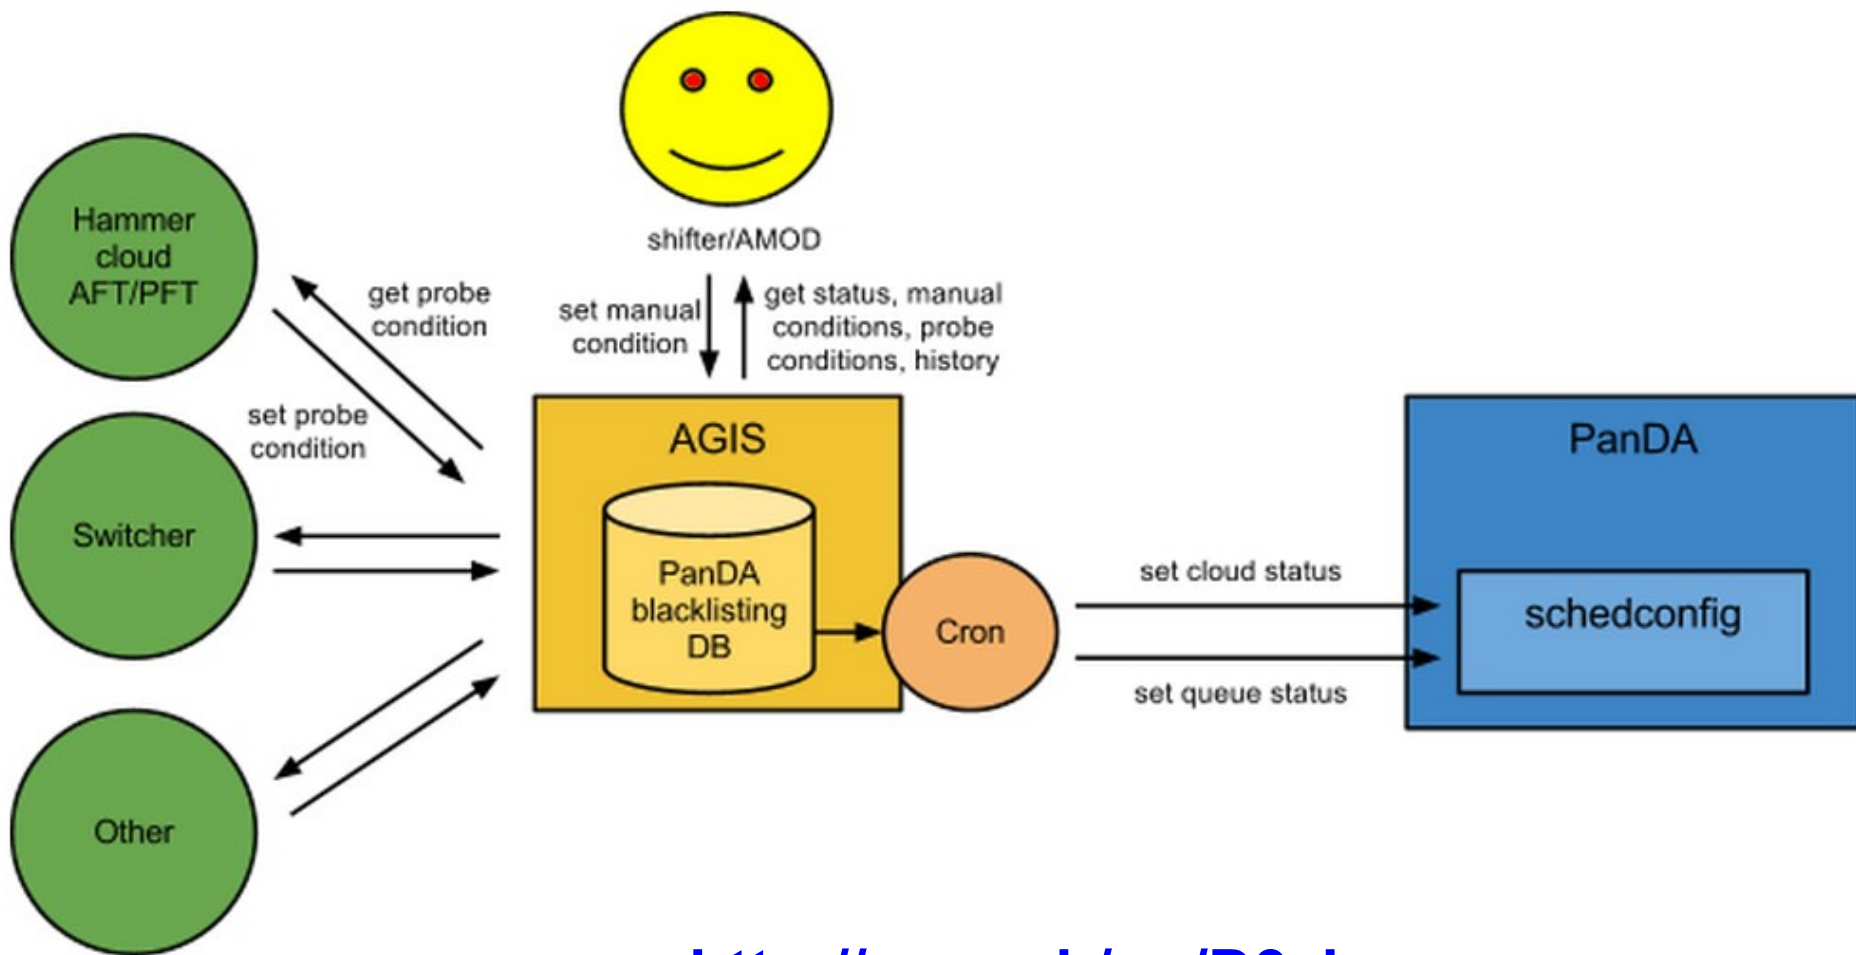 Hammer
cloud
AFT/PFT
get probe
condition
set probe
condition
Switcher
Other
shifter/AMOD
set manual
condition
get status, manual
conditions, probe
conditions, history
AGIS
PanDA
blacklisting
DB
Cron
set cloud status
set queue status
PanDA
schedconfig